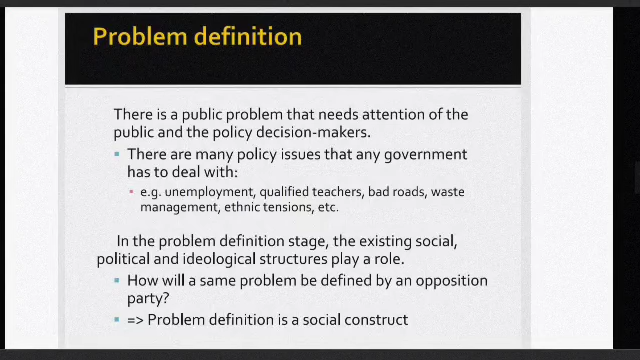 Problem definition
There is a public problem that needs attention of the
public and the policy decision-makers.
There are many policy issues that any government
has to deal with:
e.g. unemployment, qualified teachers, bad roads, waste
management, ethnic tensions, etc.
In the problem definition stage, the existing social,
political and ideological structures play a role.
How will a same problem be defined by an opposition
party?
=> Problem definition is a social construct